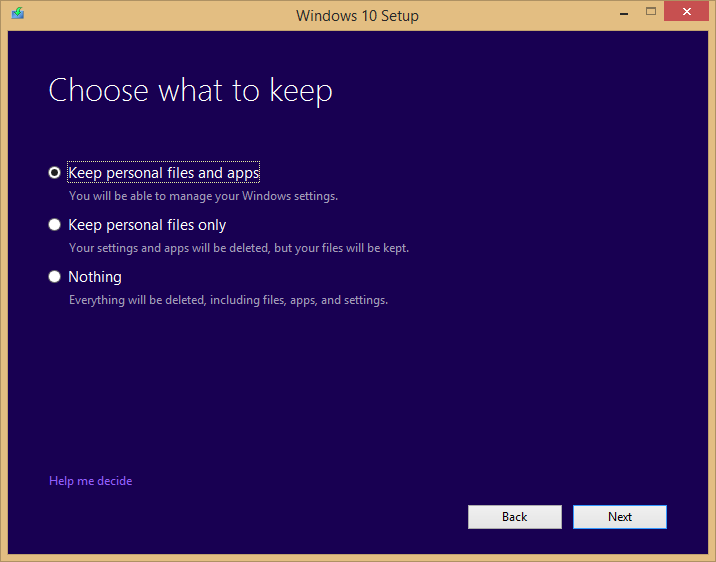 Windows 10 Setup
Choose what to keep
Keep personal files and apps
You will be able to manage your Windows settings.
Keep personal files only
Your settings and apps will be deleted, but your files will be kept.
Nothing
Everything will be deleted, including files, apps, and settings.
Help me decide
Back
Next